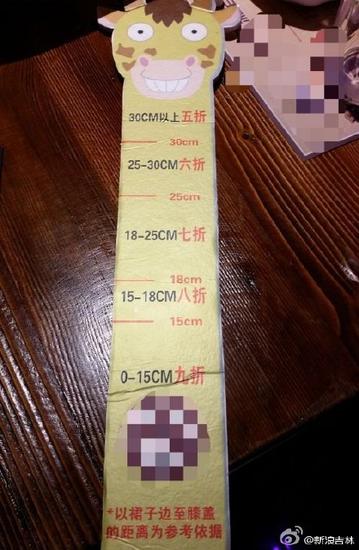 30CM以上五折
30cm
25-30CM六折
25cm
18-25CM七折
18cm
15-18CM八折
15cm
0-15CM九折
*以裙子边至膝盖
的距离为参考依据
@新浪吉林